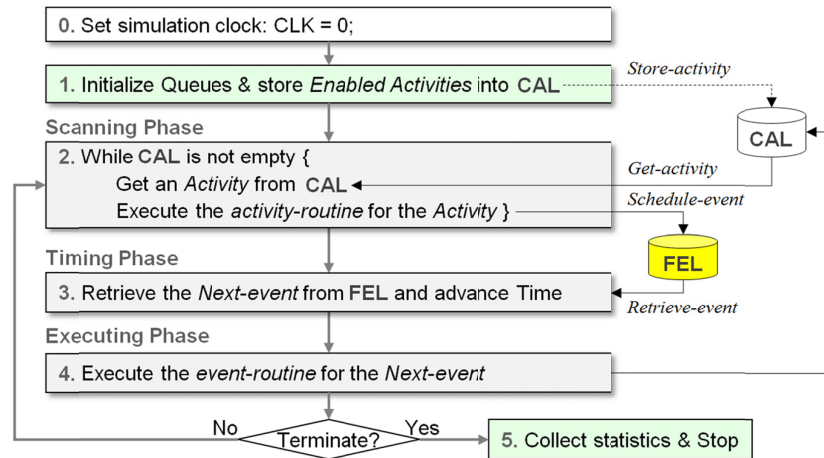 0. Set simulation clock: CLK = 0;
1. Initialize Queues & store Enabled Activities into CAL
Store-activity
Scanning Phase
CAL
2. While CAL is not empty {
Get an Activity from CAL
Get-activity
Execute the activity-routine for the Activity }
Schedule-event
FEL
Timing Phase
3. Retrieve the Next-event from FEL and advance Time
Retrieve-event
Executing Phase
4. Execute the event-routine for the Next-event
No
Terminate?
Yes
5. Collect statistics & Stop